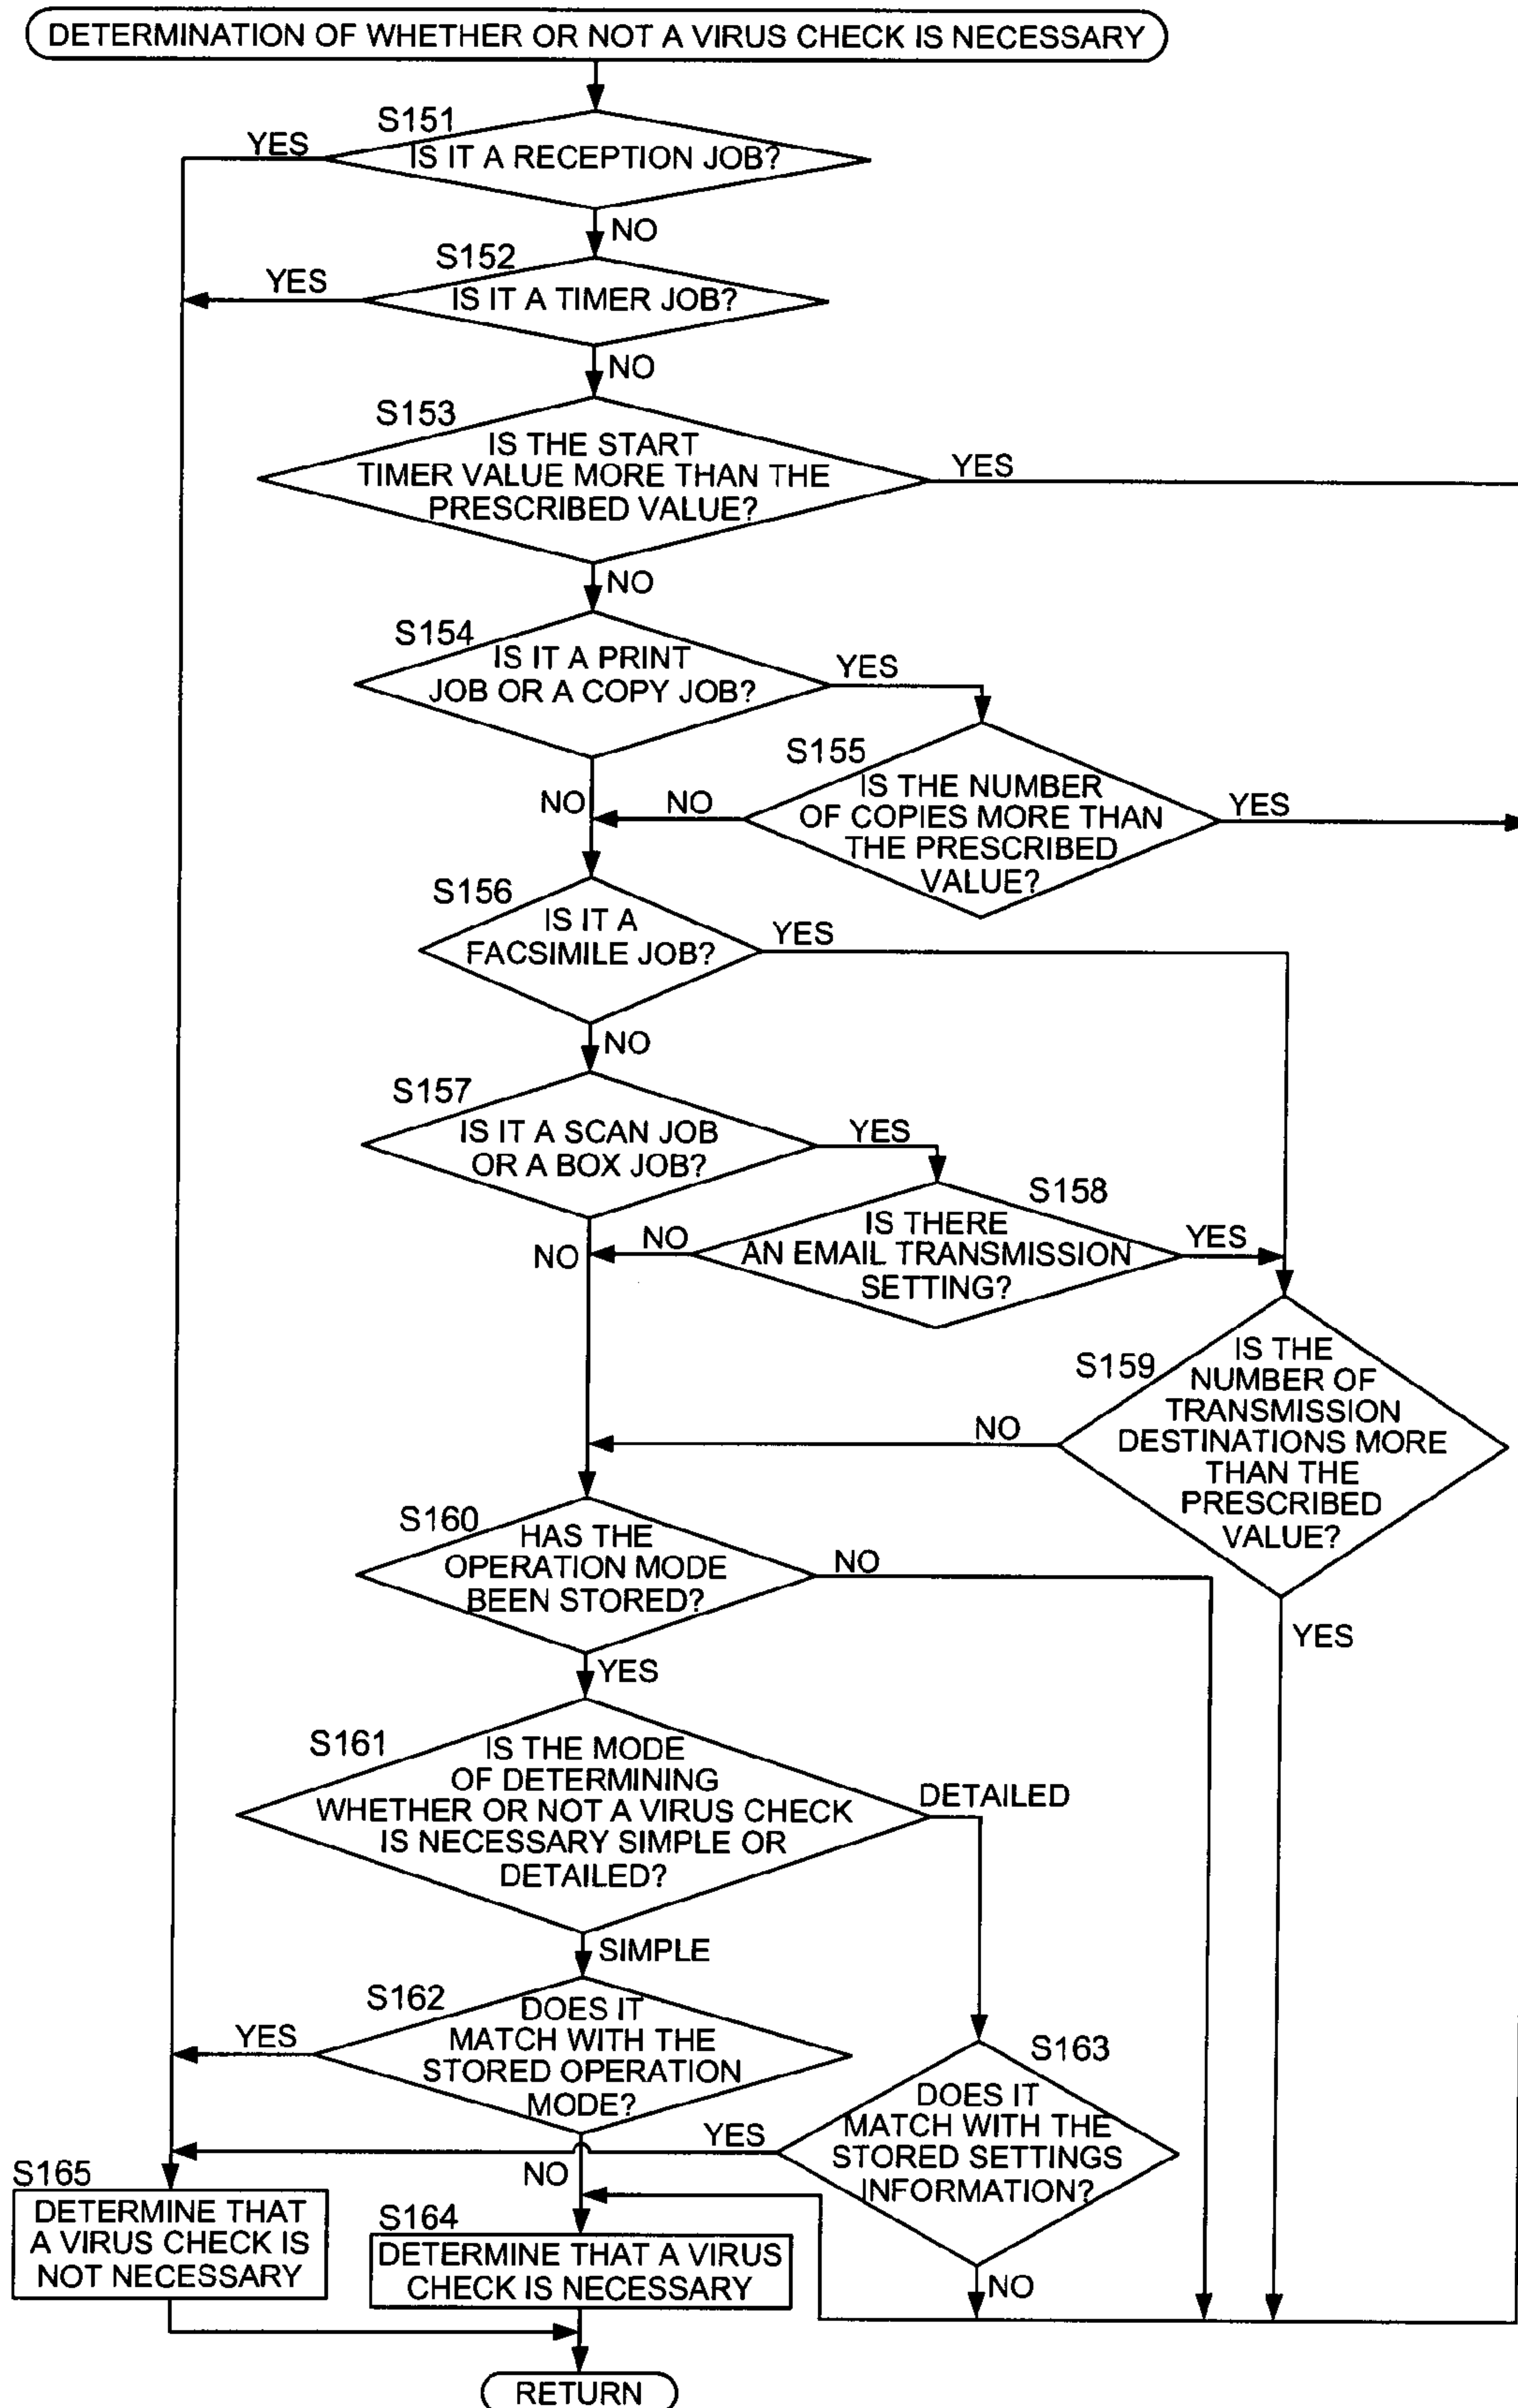 DETERMINATION OF WHETHER OR NOT A VIRUS CHECK IS NECESSARY
S151
YES
IS IT A RECEPTION JOB?
NO
S152
YES
IS IT A TIMER JOB?
NO
S153
IS THE START
TIMER VALUE MORE THAN THE
PRESCRIBED VALUE?
YES
NO
S154
IS IT A PRINT
JOB OR A COPY JOB?
YES
S155
IS THE NUMBER
OF COPIES MORE THAN
THE PRESCRIBED
VALUE?
NO
NO
YES
S156
IS IT A
FACSIMILE JOB?
YES
NO
S157
IS IT A SCAN JOB
OR A BOX JOB?
YES
S158
IS THERE
AN EMAIL TRANSMISSION
SETTING?
NO
NO
YES
S159
IS THE
NUMBER OF
TRANSMISSION
DESTINATIONS MORE
THAN THE
PRESCRIBED
VALUE?
NO
YES
S160
HAS THE
OPERATION MODE
BEEN STORED?
NO
YES
S161
IS THE MODE
OF DETERMINING
WHETHER OR NOT A VIRUS CHECK
IS NECESSARY SIMPLE OR
DETAILED?
DETAILED
SIMPLE
S162
DOES IT
MATCH WITH THE
STORED OPERATION
MODE?
YES
NO
S163
DOES IT
MATCH WITH THE
STORED SETTINGS
INFORMATION?
YES
NO
S165
DETERMINE THAT
A VIRUS CHECK IS
NOT NECESSARY
S164
DETERMINE THAT A VIRUS
CHECK IS NECESSARY
RETURN